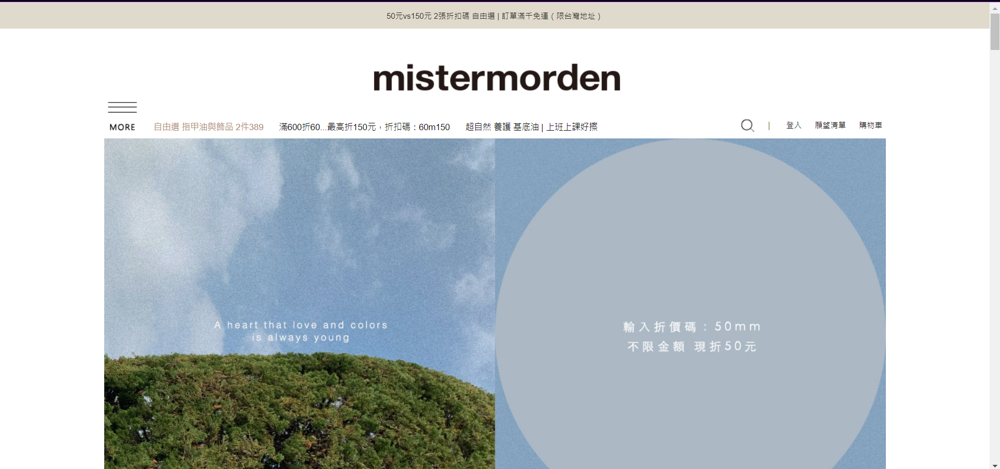 50元vs150元 2張折扣碼 自由選 | 訂單滿千免運 ( 限台灣地址 )
mistermorden
MORE
自由選 指甲油與飾品 2件389
滿600折60...最高折150元，折扣碼：60m150
超自然 養護 基底油 | 上班上課好擦
|
登入
願望清單
購物車
A heart that love and colors
is always young
輸入折價碼：50mm
不限金額 現折50元